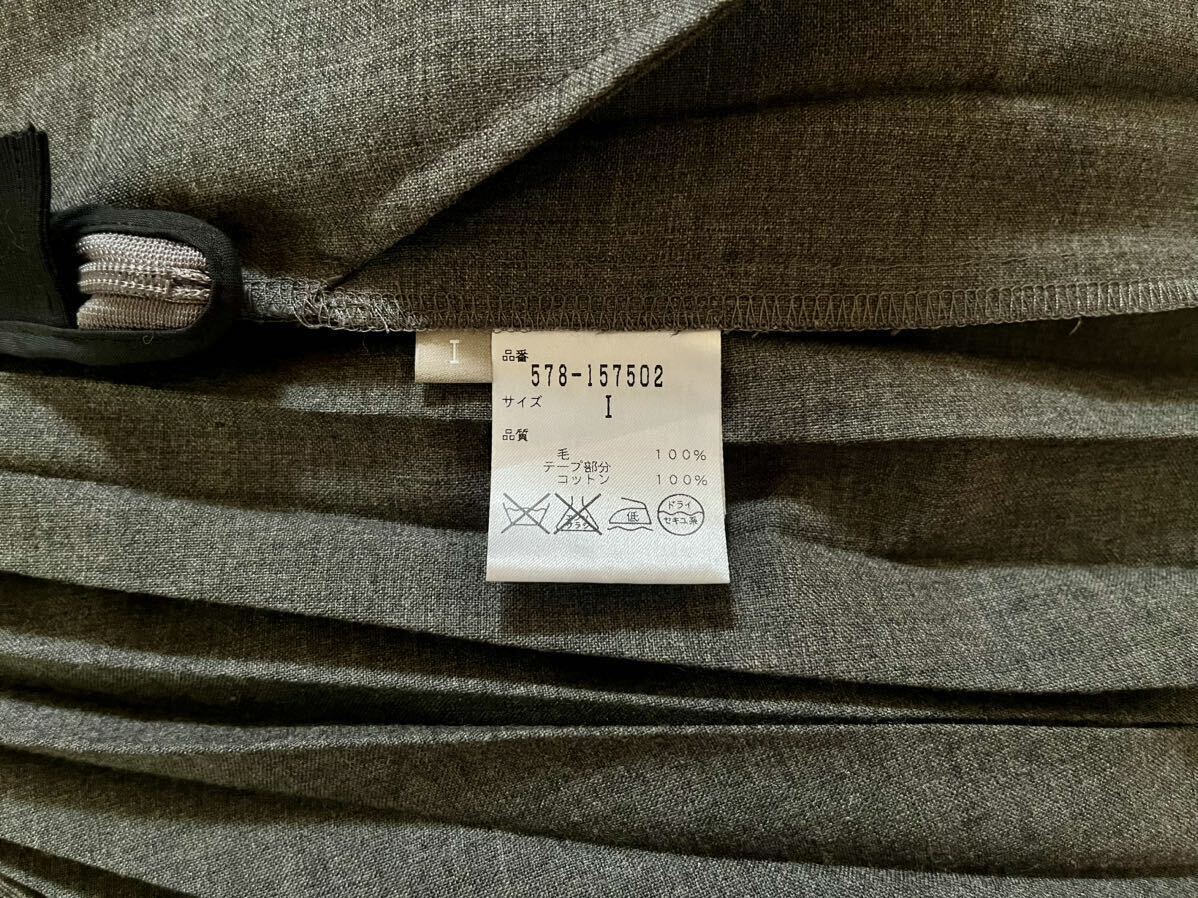 I
品番
578-157502
サイズ
I
品質
毛 100%
テープ部分
コットン 100%
低
ドライ
セキユ系